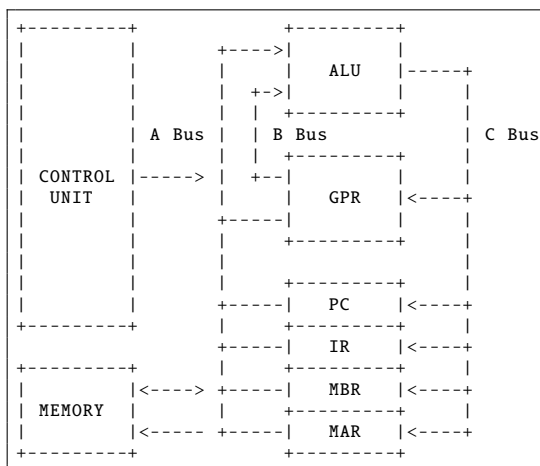 ALU
A Bus B Bus C Bus
CONTROL GPR
UNIT
PC
IR
MBR
MEMORY
MAR